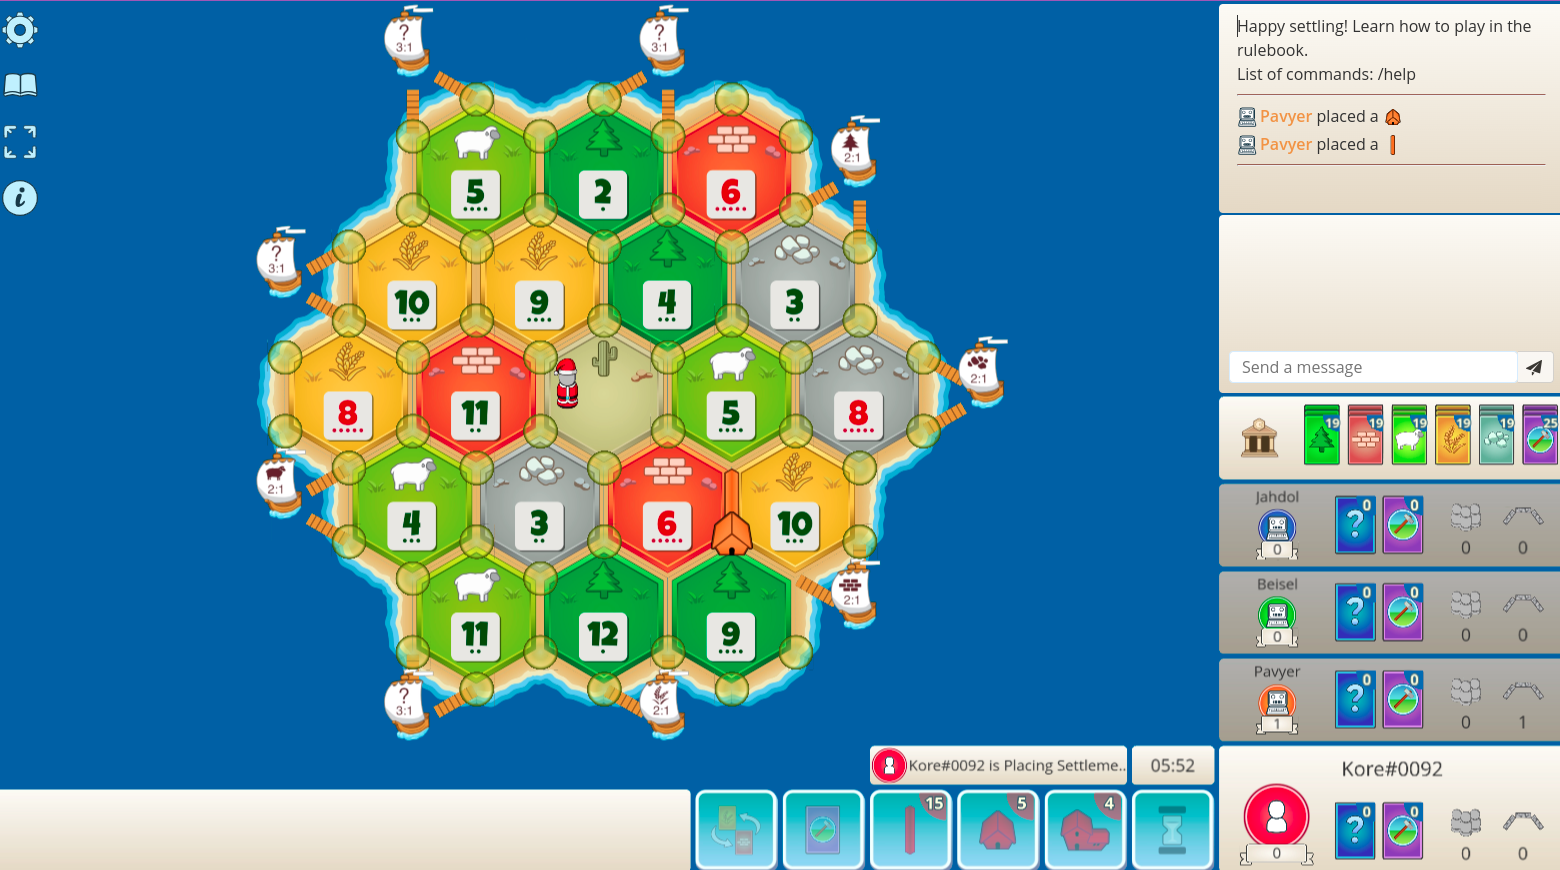 ?
3:1
?
3:1
2:1
5
2
6
?
3:1
10
9
4
3
2:1
8
11
5
8
2:1
4
3
6
10
2:1
11
12
9
?
3:1
2:1
i
Happy settling! Learn how to play in the
rulebook.
List of commands: /help
Pavyer placed a
Pavyer placed a
Send a message
19 19 19 19 19 25
Jahdol
0 ? 0 0 0 0
Beisel
0 ? 0 0 0 0
Pavyer
1 ? 0 0 0 1
Kore#0092 is Placing Settleme..
05:52
15 5 4
Kore#0092
0 ? 0 0 0 0